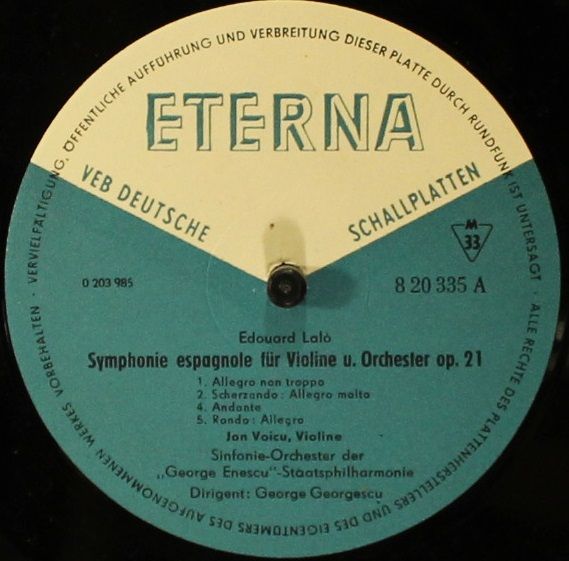 ALLE RECHTE DES PLATTENHERSTELLERS UND DES EIGENTÜMERS DES AUFGENOMMENEN WERKES VORBEHALTEN · VERVIELFÄLTIGUNG, ÖFFENTLICHE AUFFÜHRUNG UND VERBREITUNG DIESER PLATTE DURCH RUNDFUNK IST UNTERSAGT ·
ETERNA
VEB DEUTSCHE SCHALLPLATTEN
M
33
0 203 985
8 20 335 A
Edouard Lalò
Symphonie espagnole für Violine u. Orchester op. 21
1. Allegro non troppo
2. Scherzando: Allegro molto
4. Andante
5. Rondo: Allegro
Jon Voicu, Violine
Sinfonie-Orchester der
„George Enescu"-Staatsphilharmonie
Dirigent: George Georgescu